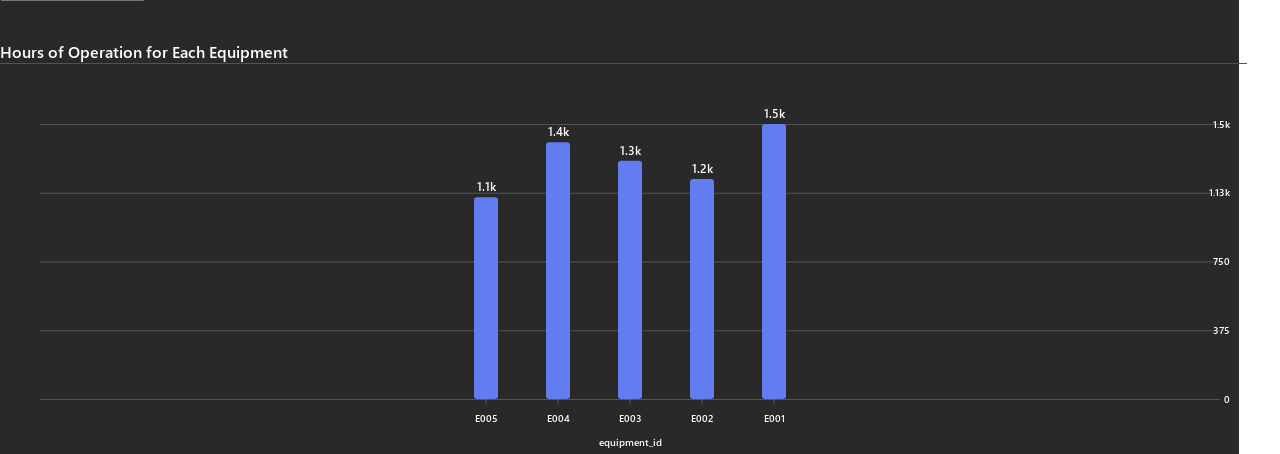 Hours of Operation for Each Equipment
1.5k
1.4k
1.3k
1.2k
1.1k
1.5k
1.13k
750
375
0
E005 E004 E003 E002 E001
equipment_id